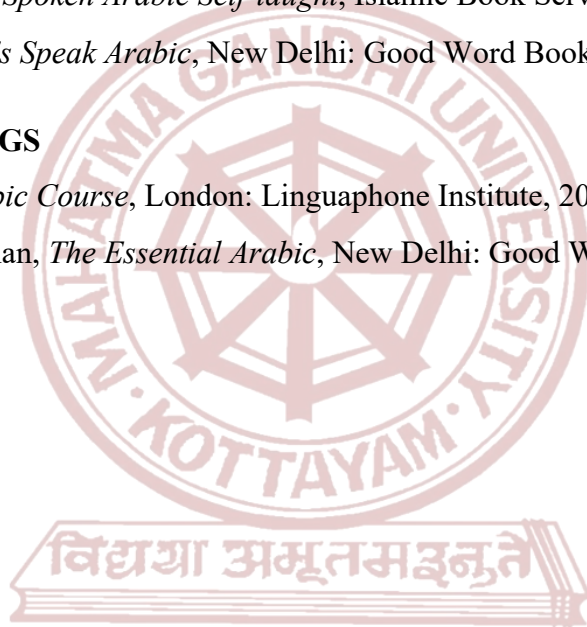 Spoken Arabic Self-taught, Islamic Book Serv
s Speak Arabic, New Delhi: Good Word Book
GS
ic Course, London: Linguaphone Institute, 20
an, The Essential Arabic, New Delhi: Good W
MAHATMA GANDHI UNIVERSITY
KOTTAYAM
विद्यया अमृतमश्नुते